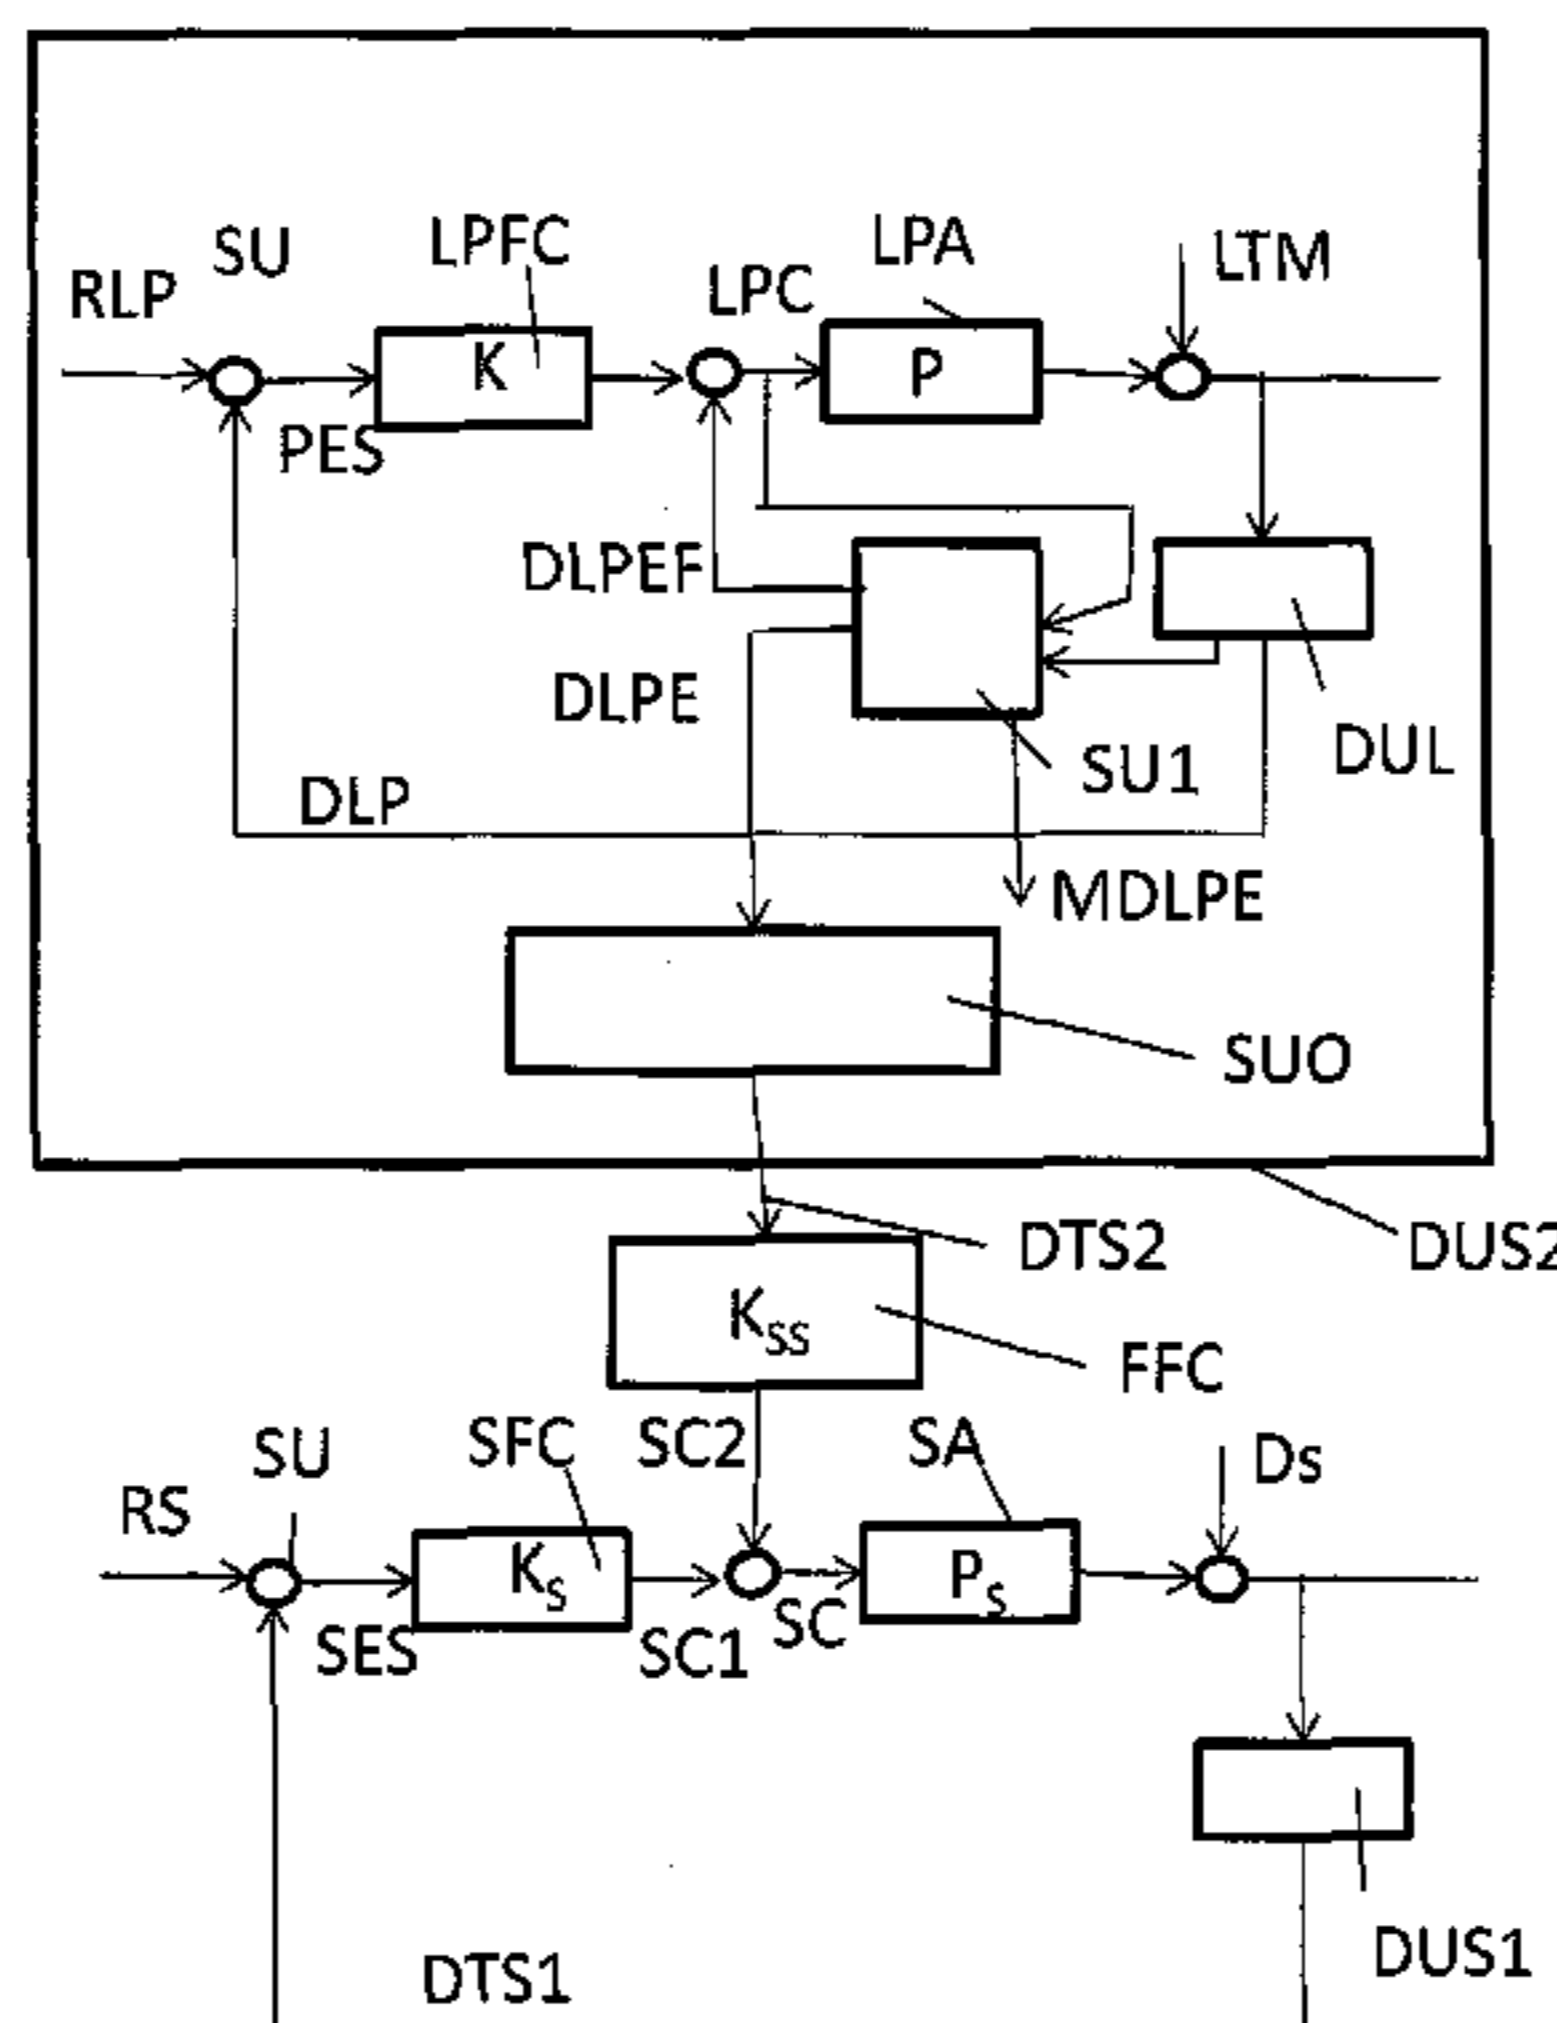 SU
LPFC
LPA
LTM
RLP
LPC
K
P
PES
DLPEF
DLPE
SU1
DUL
DLP
MDLPE
SUO
DTS2
DUS2
KSS
FFC
SU
SFC
SC2
SA
Ds
RS
KS
PS
SES
SC1
SC
DUS1
DTS1